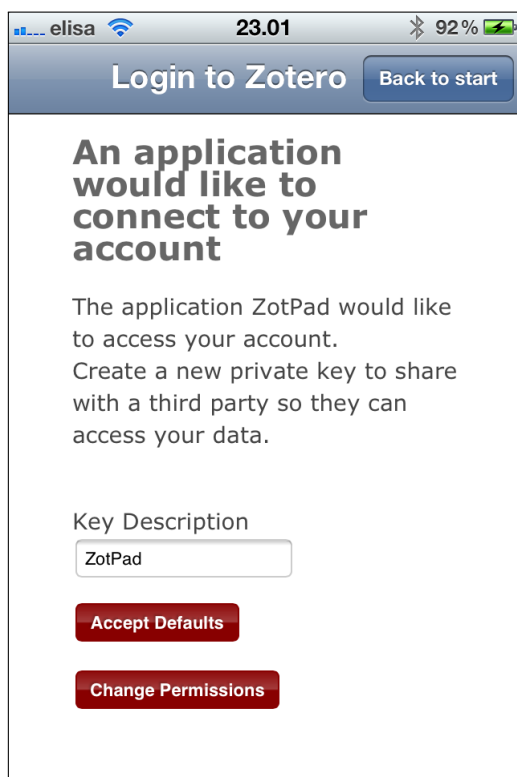 elisa 23.01 92%
Login to Zotero Back to start
An application
would like to
connect to your
account
The application ZotPad would like
to access your account.
Create a new private key to share
with a third party so they can
access your data.
Key Description
ZotPad
Accept Defaults
Change Permissions